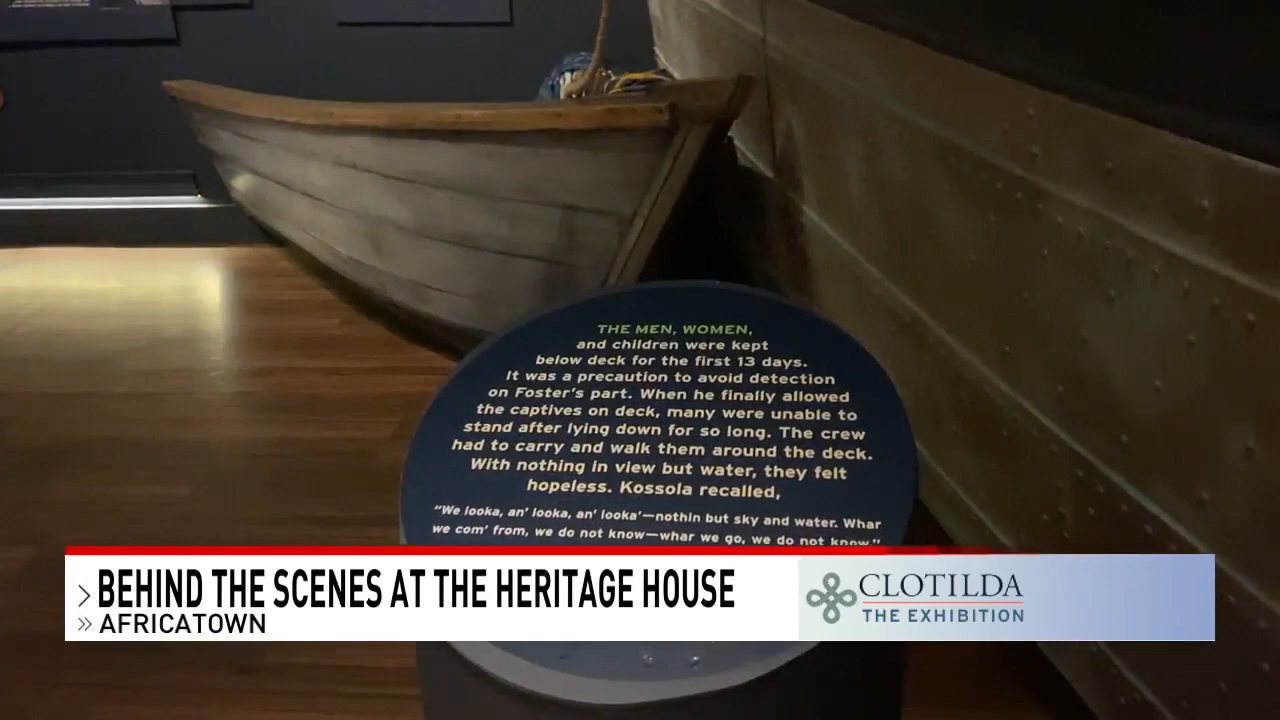 THE MEN, WOMEN,
and children were kept
below deck for the first 13 days.
It was a precaution to avoid detection
on Foster's part. When he finally allowed
the captives on deck, many were unable to
stand after lying down for so long. The crew
had to carry and walk them around the deck.
With nothing in view but water, they felt
hopeless. Kossola recalled,
"We looka, an' looka, an' looka'—nothin but sky and water. Whar
we com' from, we do not know—whar we go, we do not know."
> BEHIND THE SCENES AT THE HERITAGE HOUSE
» AFRICATOWN
CLOTILDA
THE EXHIBITION